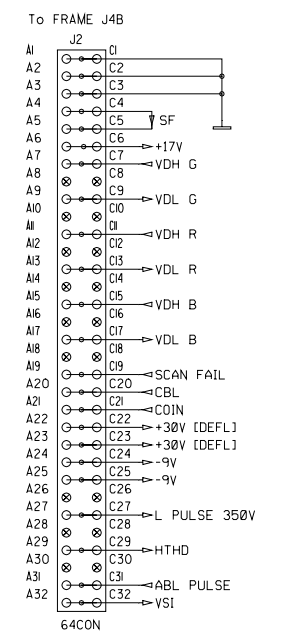 To FRAME J4B
J2
A1 C1
A2 C2
A3 C3
A4 C4
A5 C5 SF
A6 C6 +17V
A7 C7 VDH G
A8 C8
A9 C9 VDL G
A10 C10
A11 C11 VDH R
A12 C12
A13 C13 VDL R
A14 C14
A15 C15 VDH B
A16 C16
A17 C17 VDL B
A18 C18
A19 C19 SCAN FAIL
A20 C20 CBL
A21 C21 COIN
A22 C22 +30V [DEFL]
A23 C23 +30V [DEFL]
A24 C24 -9V
A25 C25 -9V
A26 C26
A27 C27 L PULSE 350V
A28 C28
A29 C29 HTHD
A30 C30
A31 C31 ABL PULSE
A32 C32 VSI
64CON